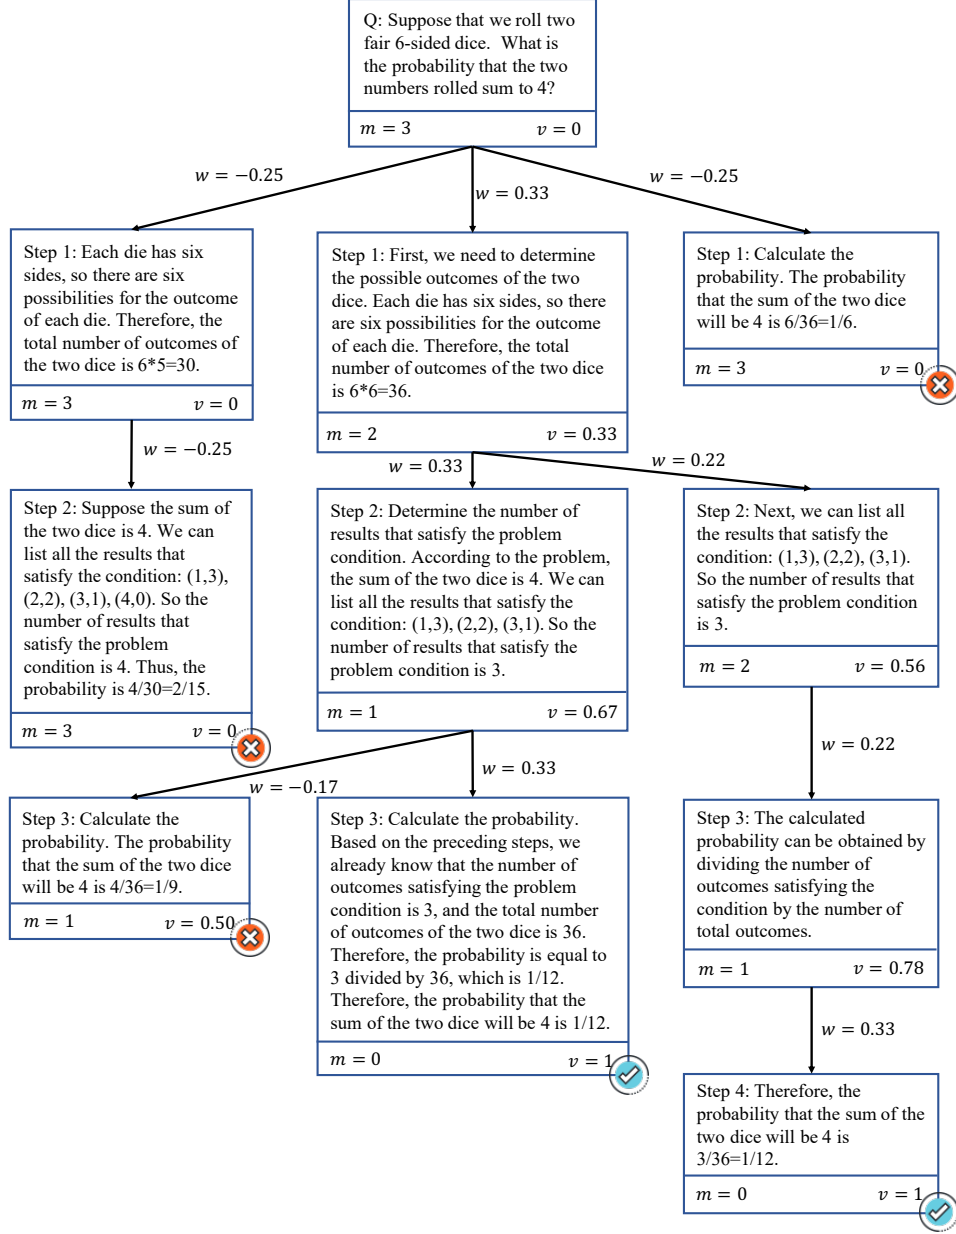 Q: Suppose that we roll two
fair 6-sided dice. What is
the probability that the two
numbers rolled sum to 4?
m = 3 v = 0
w = −0.25
w = 0.33
w = −0.25
Step 1: Each die has six
sides, so there are six
possibilities for the outcome
of each die. Therefore, the
total number of outcomes of
the two dice is 6*5=30.
m = 3 v = 0
Step 1: First, we need to determine
the possible outcomes of the two
dice. Each die has six sides, so there
are six possibilities for the outcome
of each die. Therefore, the total
number of outcomes of the two dice
is 6*6=36.
m = 2 v = 0.33
Step 1: Calculate the
probability. The probability
that the sum of the two dice
will be 4 is 6/36=1/6.
m = 3 v = 0
w = −0.25
w = 0.33
w = 0.22
Step 2: Suppose the sum of
the two dice is 4. We can
list all the results that
satisfy the condition: (1,3),
(2,2), (3,1), (4,0). So the
number of results that
satisfy the problem
condition is 4. Thus, the
probability is 4/30=2/15.
m = 3 v = 0
Step 2: Determine the number of
results that satisfy the problem
condition. According to the problem,
the sum of the two dice is 4. We can
list all the results that satisfy the
condition: (1,3), (2,2), (3,1). So the
number of results that satisfy the
problem condition is 3.
m = 1 v = 0.67
Step 2: Next, we can list all
the results that satisfy the
condition: (1,3), (2,2), (3,1).
So the number of results that
satisfy the problem condition
is 3.
m = 2 v = 0.56
w = −0.17
w = 0.33
w = 0.22
Step 3: Calculate the
probability. The probability
that the sum of the two dice
will be 4 is 4/36=1/9.
m = 1 v = 0.50
Step 3: Calculate the probability.
Based on the preceding steps, we
already know that the number of
outcomes satisfying the problem
condition is 3, and the total number
of outcomes of the two dice is 36.
Therefore, the probability is equal to
3 divided by 36, which is 1/12.
Therefore, the probability that the
sum of the two dice will be 4 is 1/12.
m = 0 v = 1
Step 3: The calculated
probability can be obtained by
dividing the number of
outcomes satisfying the
condition by the number of
total outcomes.
m = 1 v = 0.78
w = 0.33
Step 4: Therefore, the
probability that the sum of the
two dice will be 4 is
3/36=1/12.
m = 0 v = 1